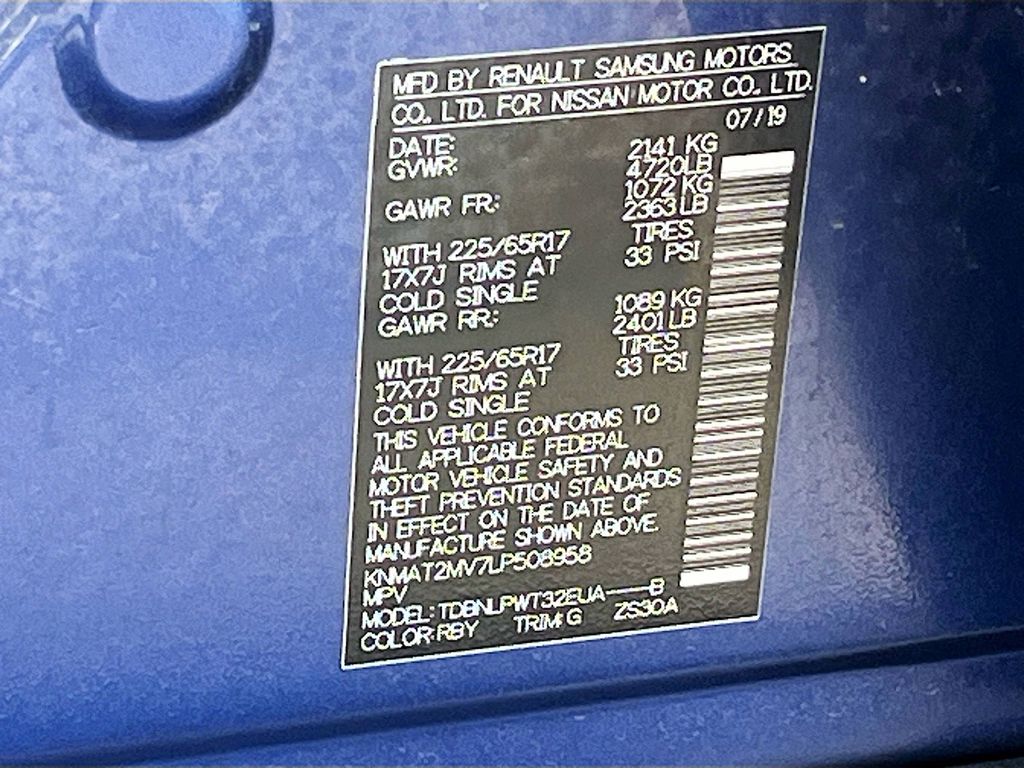 MFD BY RENAULT SAMSUNG MOTORS
CO., LTD. FOR NISSAN MOTOR CO., LTD.
DATE: 07/19
GVWR: 2141 KG
4720LB
GAWR FR: 1072 KG
2363LB
WITH 225/65R17 TIRES
17X7J RIMS AT 33 PSI
COLD SINGLE
GAWR RR: 1089 KG
2401LB
WITH 225/65R17 TIRES
17X7J RIMS AT 33 PSI
COLD SINGLE
THIS VEHICLE CONFORMS TO
ALL APPLICABLE FEDERAL
MOTOR VEHICLE SAFETY AND
THEFT PREVENTION STANDARDS
IN EFFECT ON THE DATE OF
MANUFACTURE SHOWN ABOVE.
KNMAT2MV7LP508958
MPV
MODEL: TDBNLPWT32EUA----B
COLOR: RBY TRIM: G ZS30A